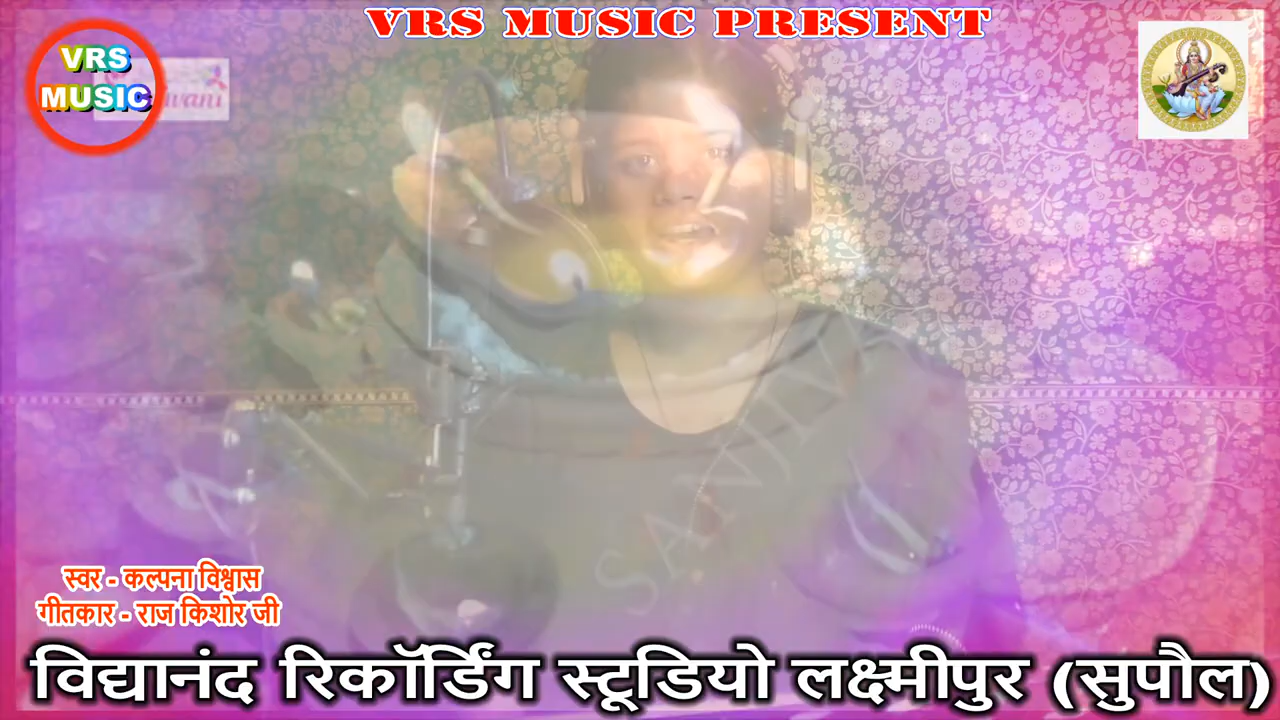 VRS MUSIC PRESENT
VRS
MUSIC
स्वर - कल्पना विश्वास
गीतकार - राज किशोर जी
विद्यानंद रिकॉर्डिंग स्टूडियो लक्ष्मीपुर (सुपौल)